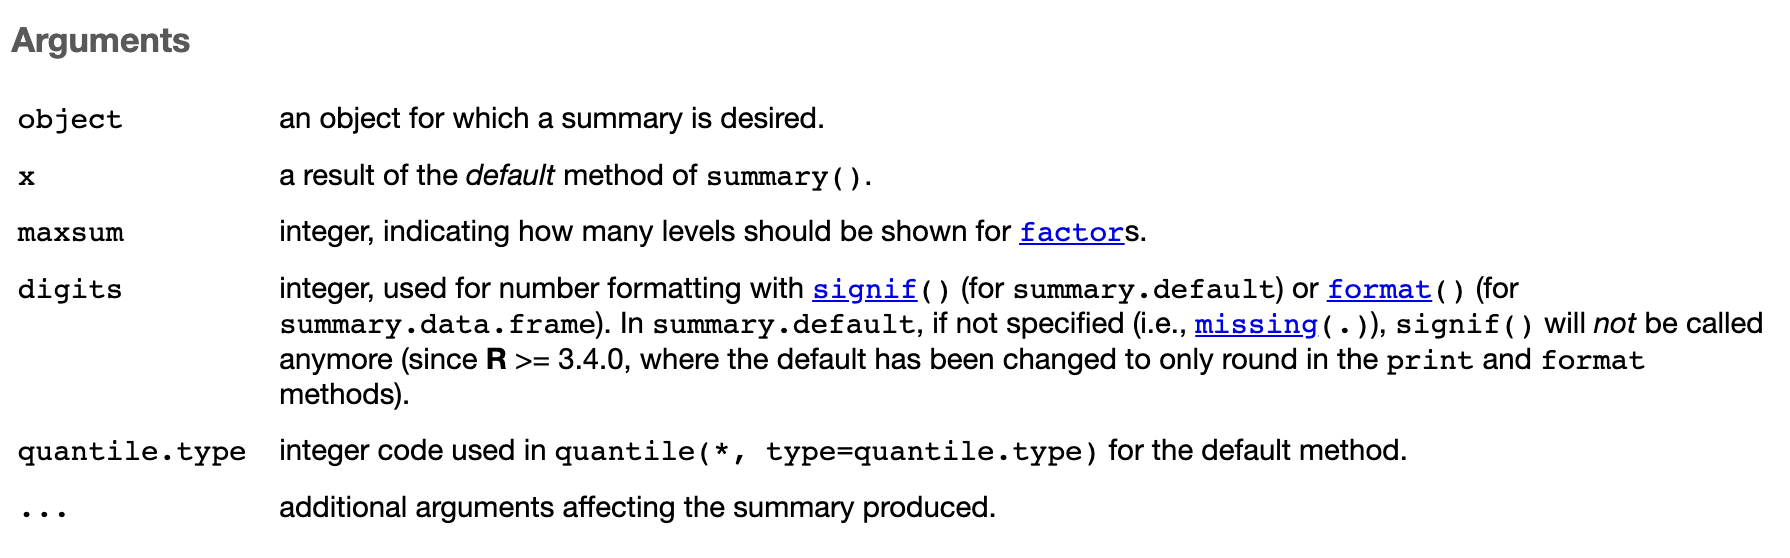 Arguments
object an object for which a summary is desired.
x a result of the default method of summary().
maxsum integer, indicating how many levels should be shown for factors.
digits integer, used for number formatting with signif() (for summary.default) or format() (for
summary.data.frame). In summary.default, if not specified (i.e., missing(.)), signif() will not be called
anymore (since R >= 3.4.0, where the default has been changed to only round in the print and format
methods).
quantile.type integer code used in quantile(*, type=quantile.type) for the default method.
... additional arguments affecting the summary produced.